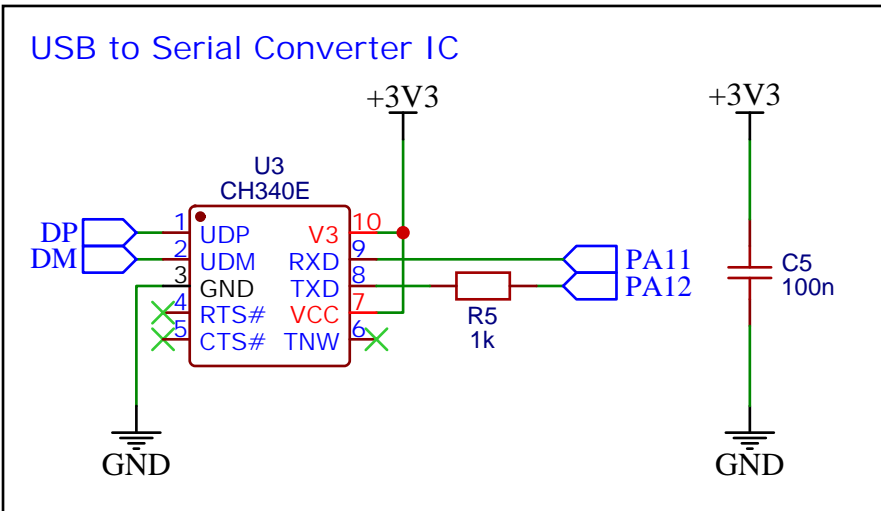 USB to Serial Converter IC
+3V3
+3V3
U3
CH340E
DP
DM
1
2
3
4
5
UDP
UDM
GND
RTS#
CTS#
V3
RXD
TXD
VCC
TNW
10
9
8
7
6
PA11
PA12
R5
1k
C5
100n
GND
GND